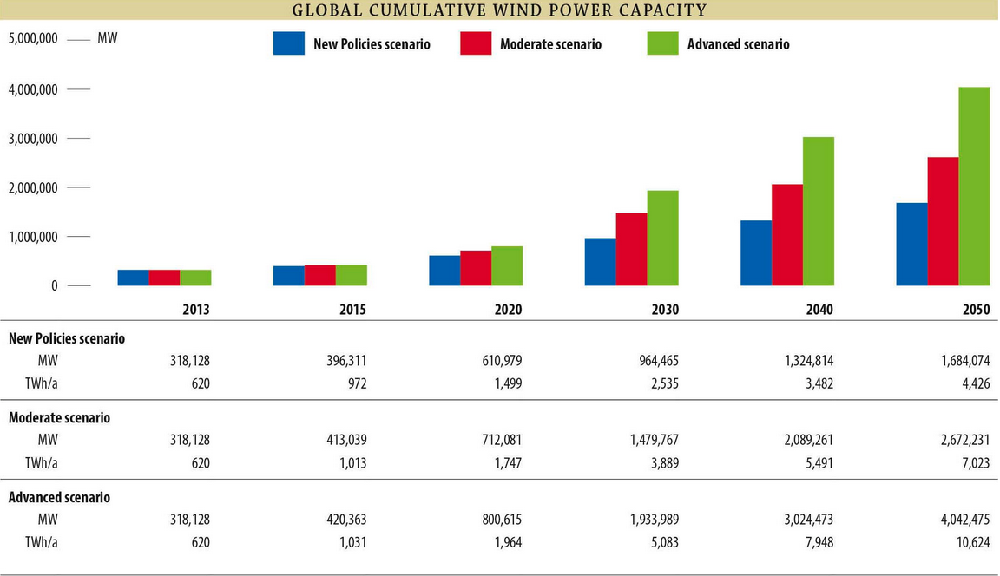 GLOBAL CUMULATIVE WIND POWER CAPACITY
5,000,000 MW
New Policies scenario Moderate scenario Advanced scenario
4,000,000
3,000,000
2,000,000
1,000,000
0
2013 2015 2020 2030 2040 2050
New Policies scenario
MW 318,128 396,311 610,979 964,465 1,324,814 1,684,074
TWh/a 620 972 1,499 2,535 3,482 4,426
Moderate scenario
MW 318,128 413,039 712,081 1,479,767 2,089,261 2,672,231
TWh/a 620 1,013 1,747 3,889 5,491 7,023
Advanced scenario
MW 318,128 420,363 800,615 1,933,989 3,024,473 4,042,475
TWh/a 620 1,031 1,964 5,083 7,948 10,624